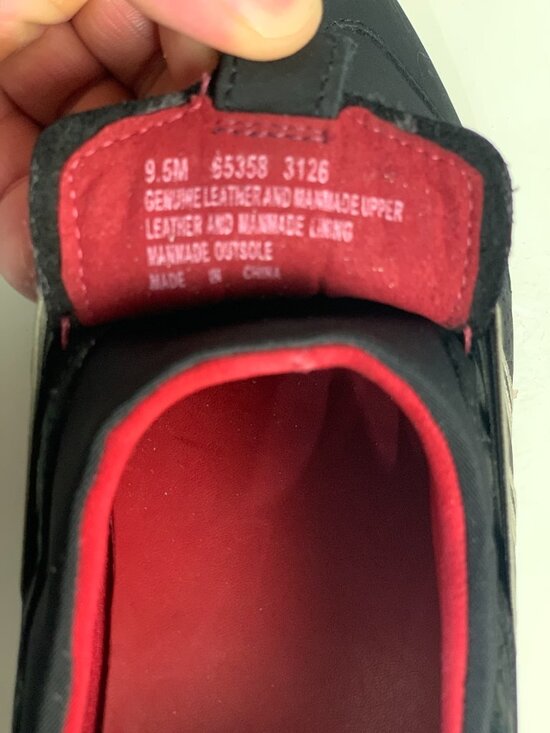 9.5M 65358 3126
GENUINE LEATHER AND MANMADE UPPER
LEATHER AND MANMADE LINING
MANMADE OUTSOLE
MADE IN CHINA